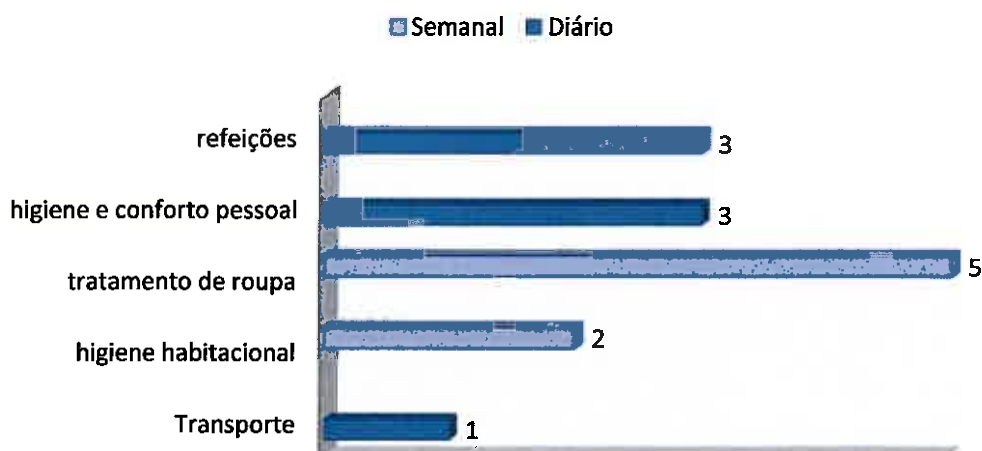 Semanal Diário
refeições 3
higiene e conforto pessoal 3
tratamento de roupa 5
higiene habitacional 2
Transporte 1